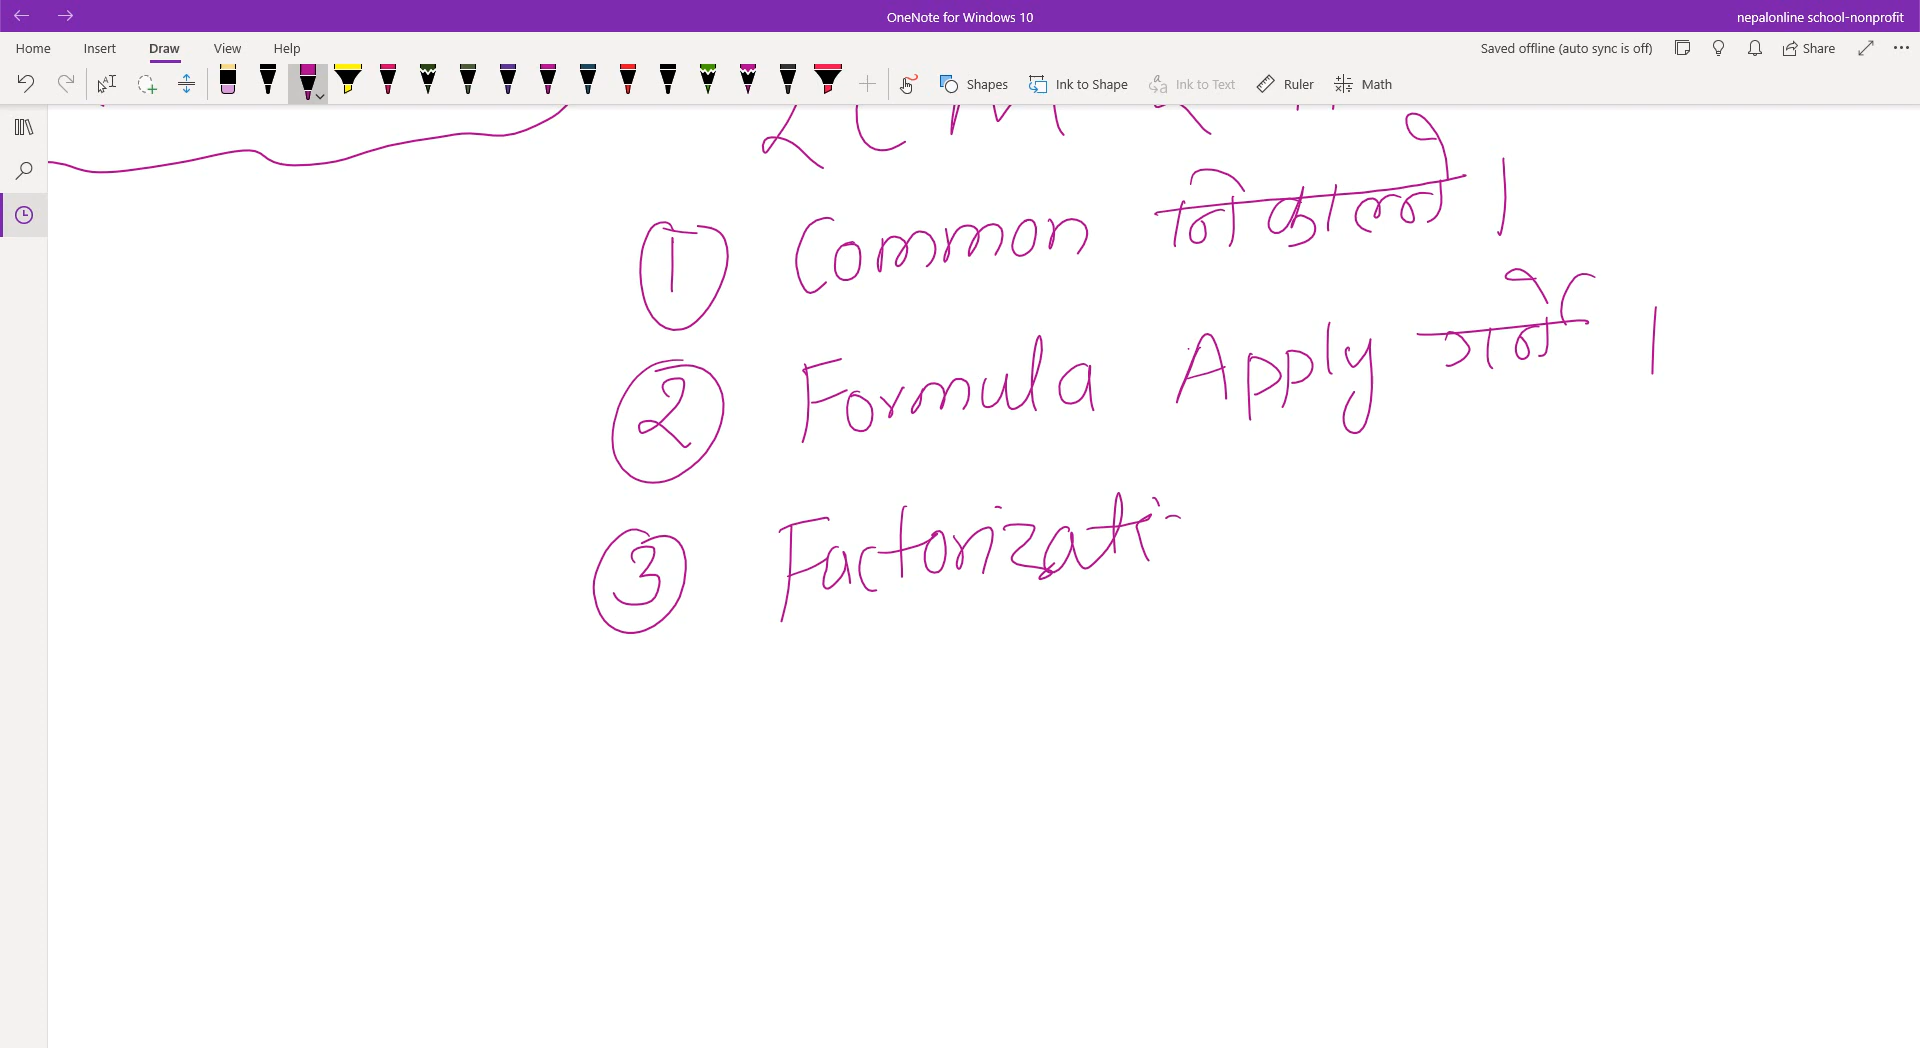 OneNote for Windows 10
nepalonline school-nonprofit
Home Insert Draw View Help
Saved offline (auto sync is off) Share
Shapes Ink to Shape Ink to Text Ruler Math
LCM
1 Common निकाल्ने ।
2 Formula Apply गर्ने ।
3 Factorizati